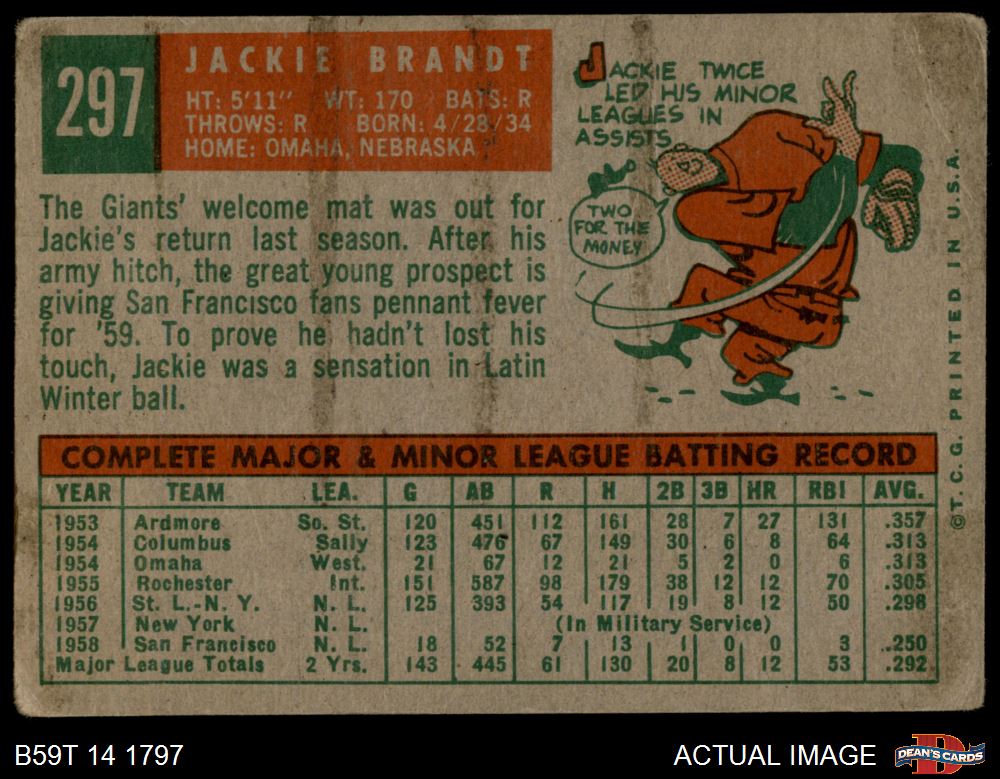 297
JACKIE BRANDT
HT: 5'11" WT: 170 BATS: R
THROWS: R BORN: 4/28/34
HOME: OMAHA, NEBRASKA
JACKIE TWICE
LED HIS MINOR
LEAGUES IN
ASSISTS
TWO
FOR THE
MONEY
The Giants' welcome mat was out for
Jackie's return last season. After his
army hitch, the great young prospect is
giving San Francisco fans pennant fever
for '59. To prove he hadn't lost his
touch, Jackie was a sensation in Latin
Winter ball.
COMPLETE MAJOR & MINOR LEAGUE BATTING RECORD
YEAR TEAM LEA. G AB R H 2B 3B HR RBI AVG.
1953 Ardmore So. St. 120 451 112 161 28 7 27 131 .357
1954 Columbus Sally 123 476 67 149 30 6 8 64 .313
1954 Omaha West. 21 67 12 21 5 2 0 6 .313
1955 Rochester Int. 151 587 98 179 38 12 12 70 .305
1956 St. L.-N. Y. N. L. 125 393 54 117 19 8 12 50 .298
1957 New York N. L. (In Military Service)
1958 San Francisco N. L. 18 52 7 13 1 0 0 3 .250
Major League Totals 2 Yrs. 143 445 61 130 20 8 12 53 .292
©T. C. G. PRINTED IN U.S.A.
B59T 14 1797
ACTUAL IMAGE
DEAN'S CARDS